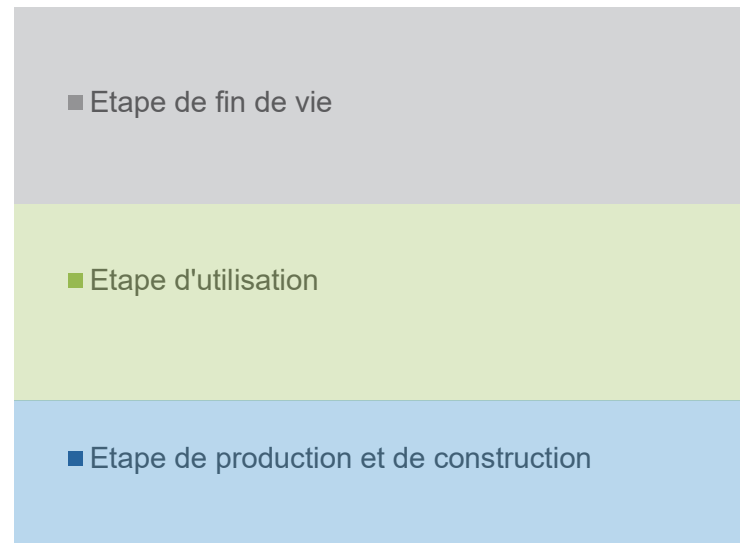 Etape de fin de vie
Etape d'utilisation
Etape de production et de construction